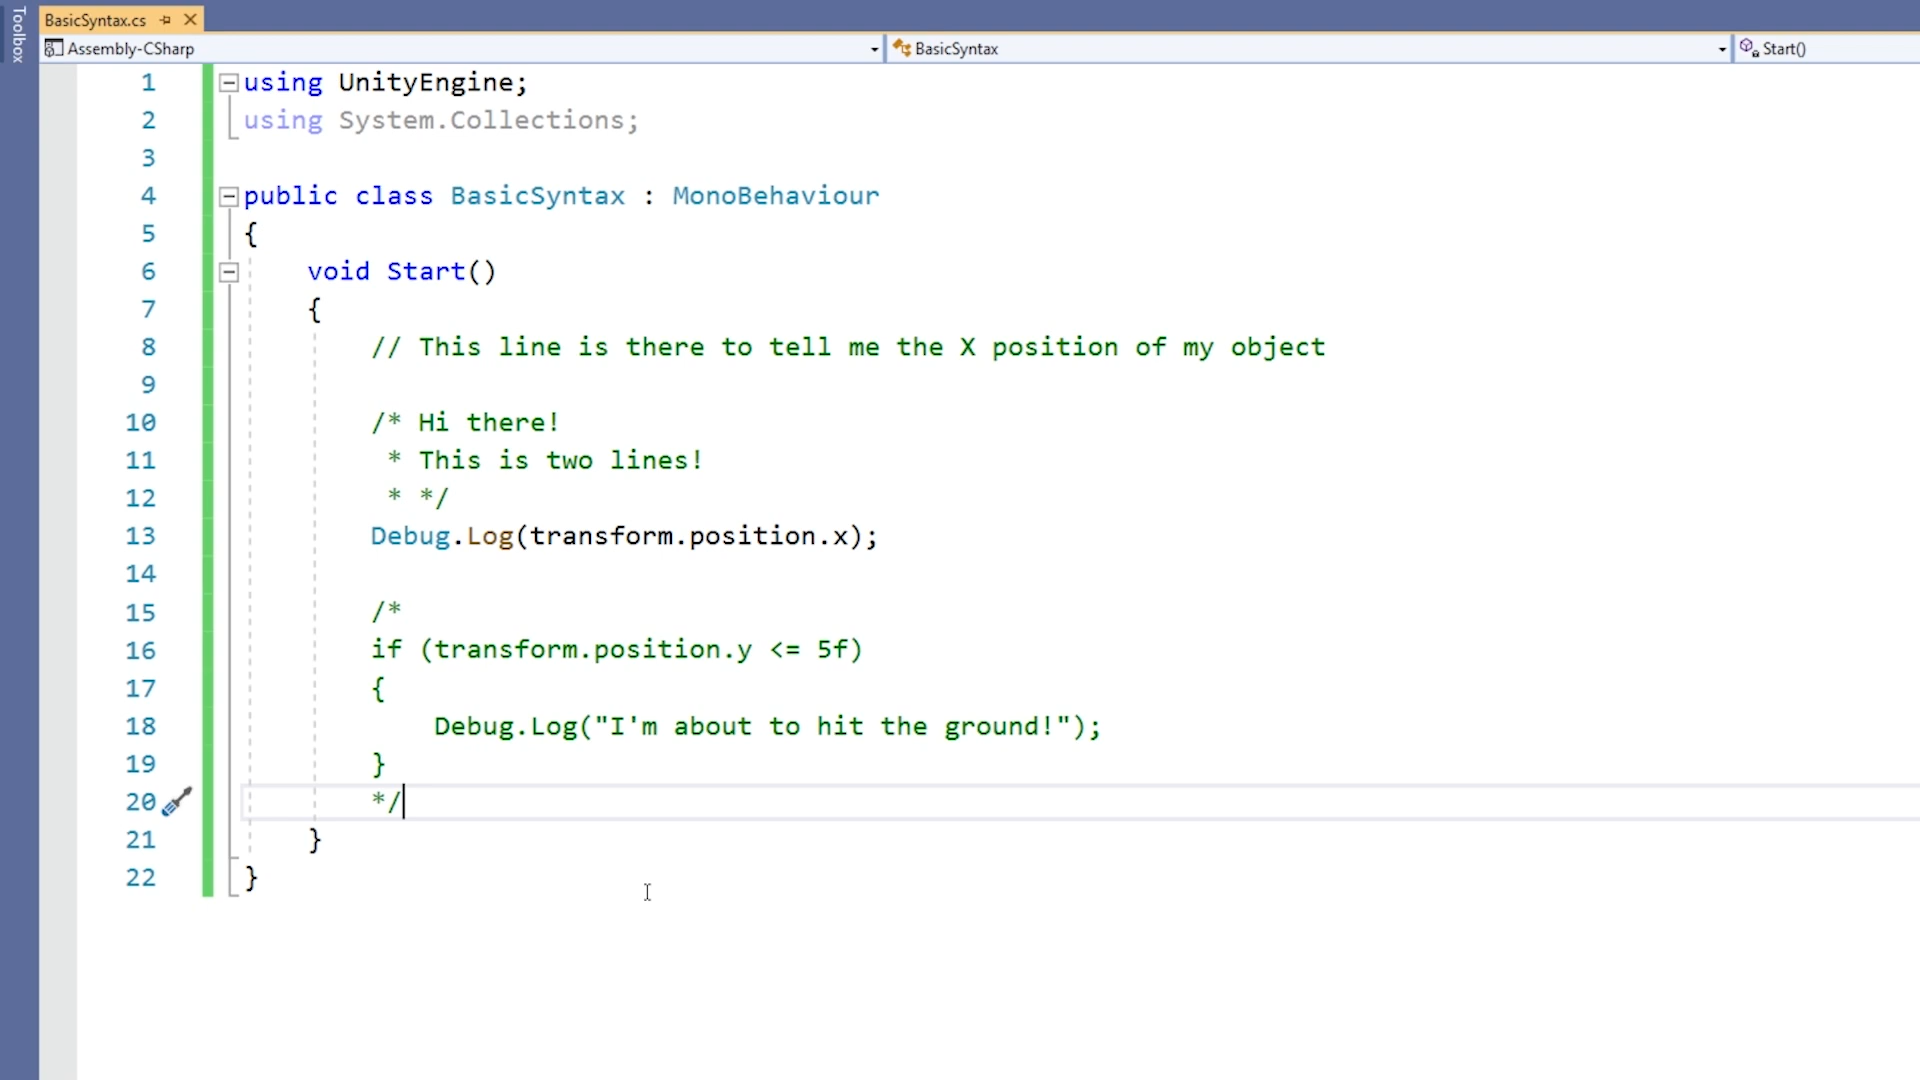 Toolbox
BasicSyntax.cs
Assembly-CSharp BasicSyntax Start()
1 using UnityEngine;
2 using System.Collections;
3
4 public class BasicSyntax : MonoBehaviour
5 {
6 void Start()
7 {
8 // This line is there to tell me the X position of my object
9
10 /* Hi there!
11 * This is two lines!
12 * */
13 Debug.Log(transform.position.x);
14
15 /*
16 if (transform.position.y <= 5f)
17 {
18 Debug.Log("I'm about to hit the ground!");
19 }
20 */
21 }
22 }